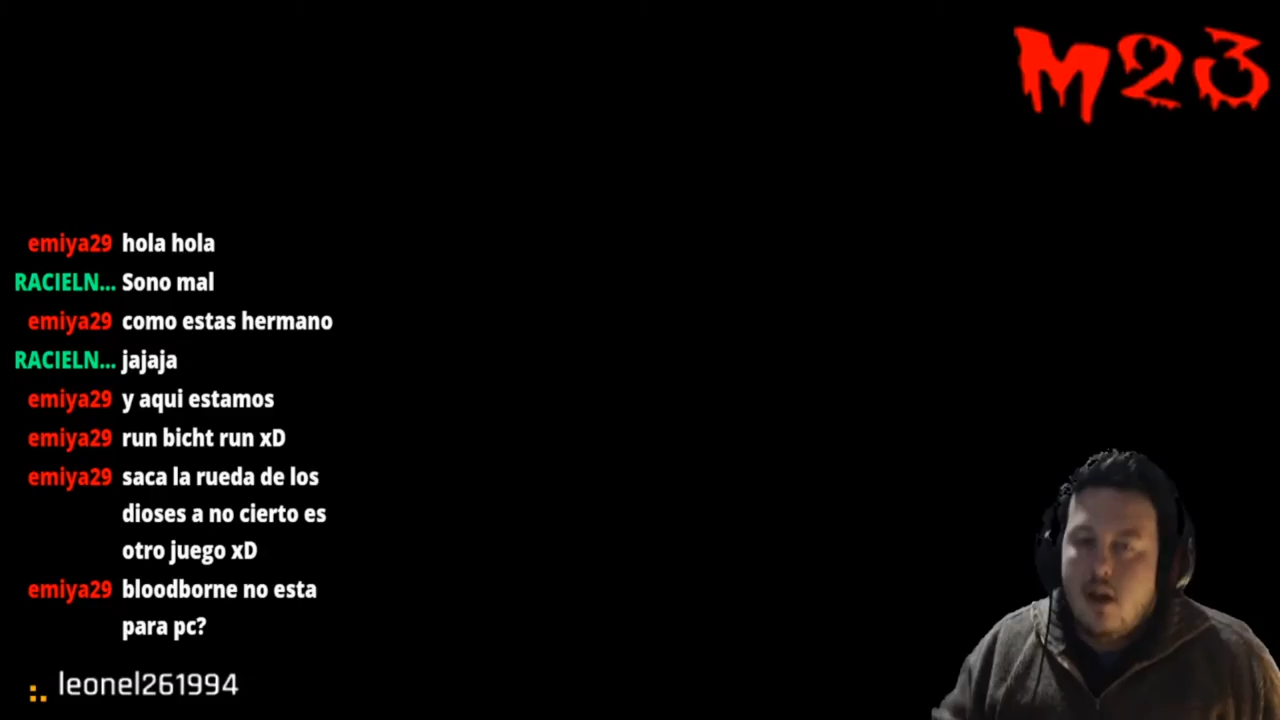 M23
emiya29 hola hola
RACIELN... Sono mal
emiya29 como estas hermano
RACIELN... jajaja
emiya29 y aqui estamos
emiya29 run bicht run xD
emiya29 saca la rueda de los
dioses a no cierto es
otro juego xD
emiya29 bloodborne no esta
para pc?
leonel261994